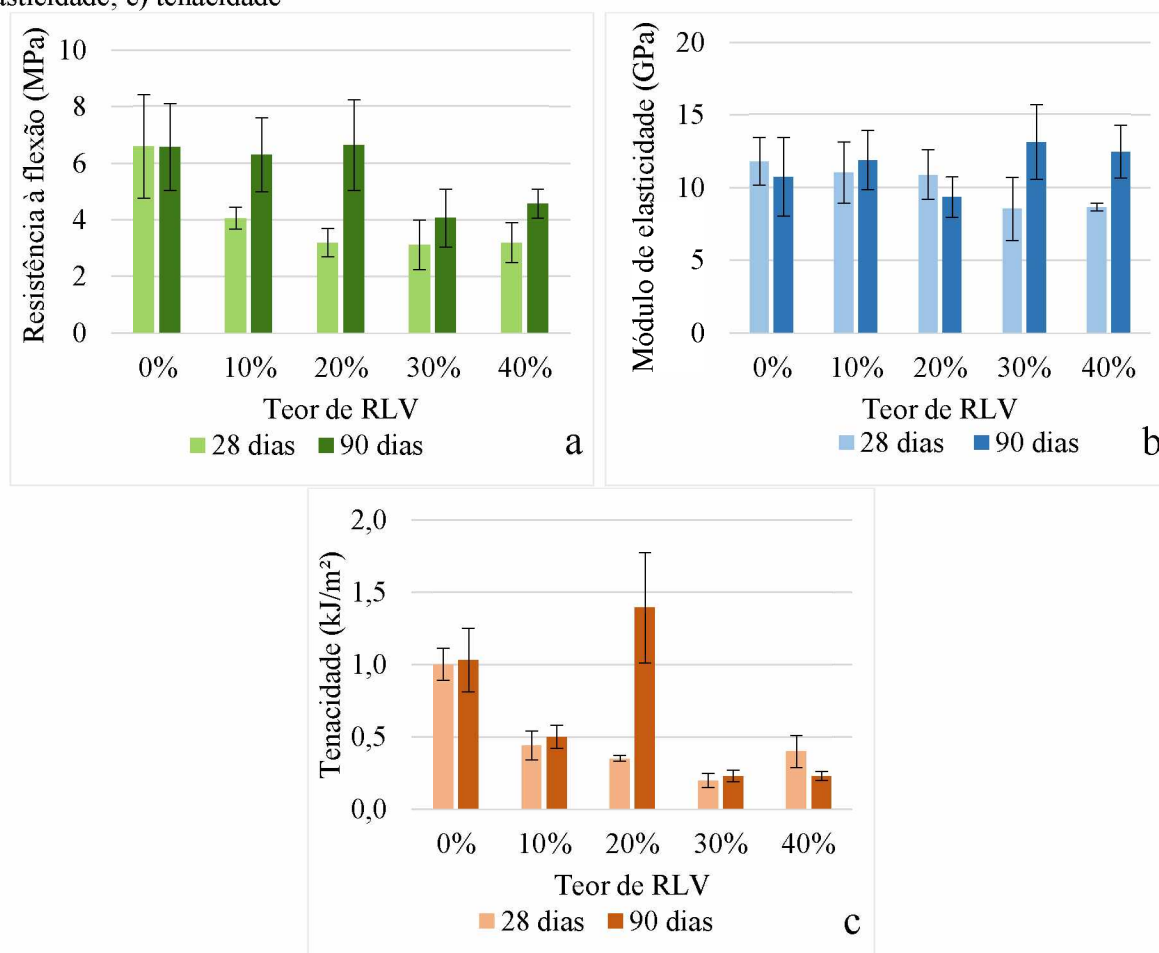 elasticidade; c) tenacidade
Resistência à flexão (MPa)
10
8
6
4
2
0
0% 10% 20% 30% 40%
Teor de RLV
28 dias 90 dias
a
Módulo de elasticidade (GPa)
20
15
10
5
0
0% 10% 20% 30% 40%
Teor de RLV
28 dias 90 dias
b
Tenacidade (kJ/m²)
2,0
1,5
1,0
0,5
0,0
0% 10% 20% 30% 40%
Teor de RLV
28 dias 90 dias
c